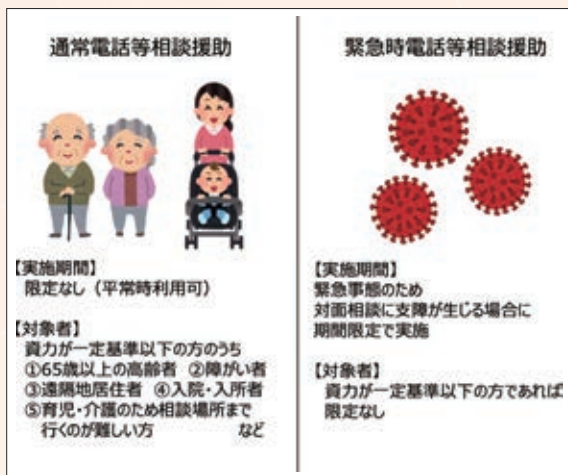 通常電話等相談援助
【実施期間】
限定なし（平常時利用可）
【対象者】
資力が一定基準以下の方のうち
①65歳以上の高齢者 ②障がい者
③遠隔地居住者 ④入院・入所者
⑤育児・介護のため相談場所まで
行くのが難しい方 など
緊急時電話等相談援助
【実施期間】
緊急事態のため
対面相談に支障が生じる場合に
期間限定で実施
【対象者】
資力が一定基準以下の方であれば
限定なし